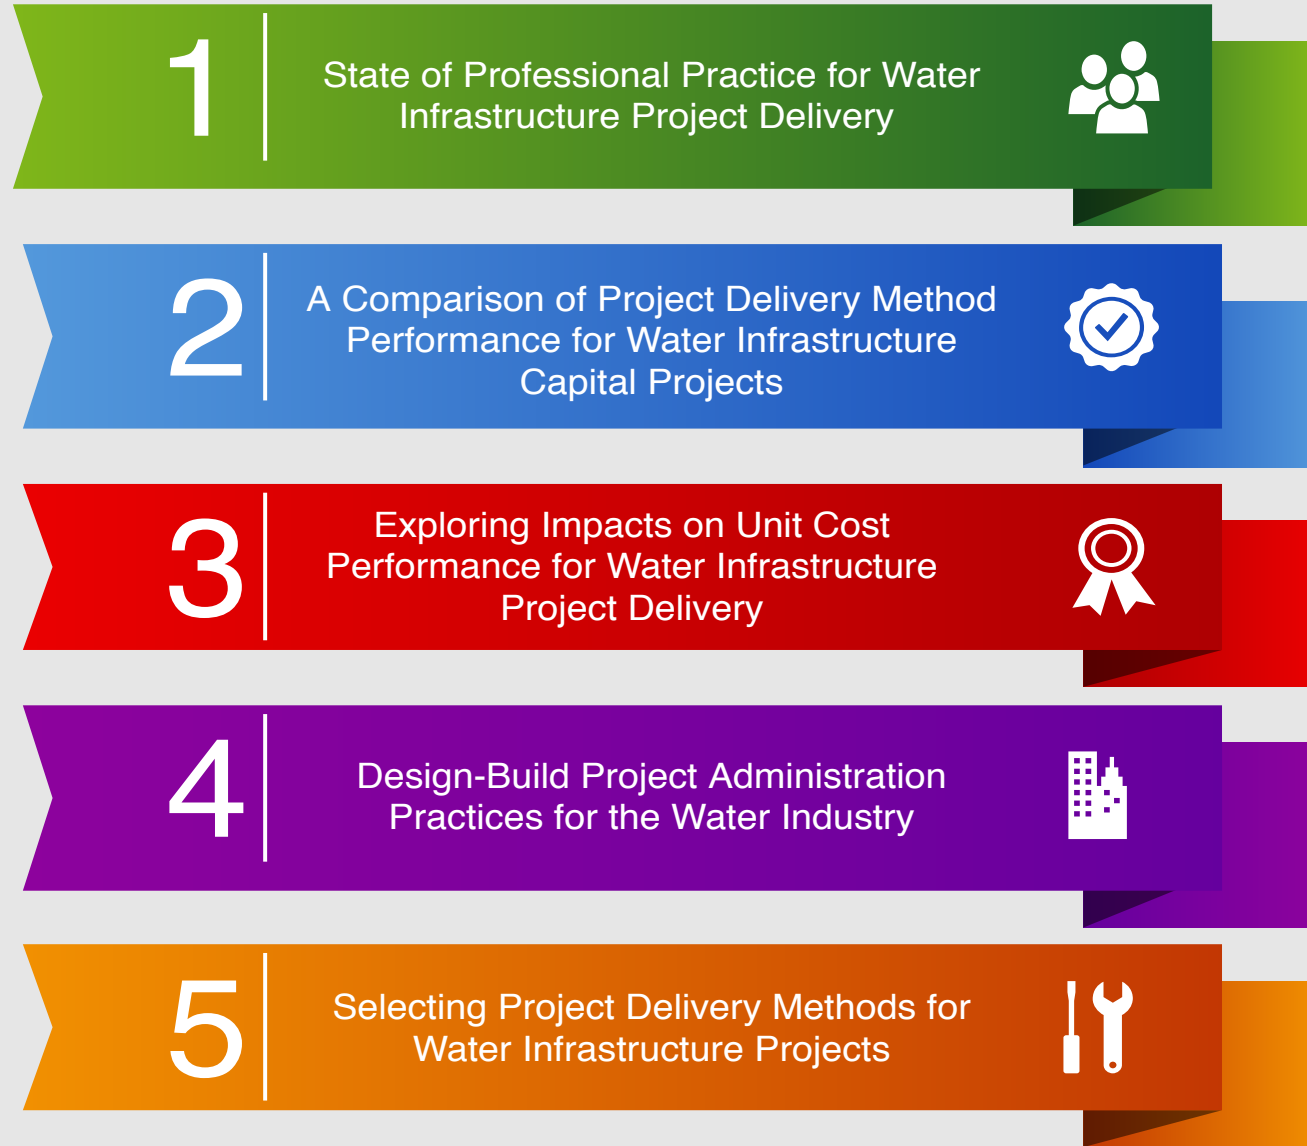 1
State of Professional Practice for Water
Infrastructure Project Delivery
2
A Comparison of Project Delivery Method
Performance for Water Infrastructure
Capital Projects
3
Exploring Impacts on Unit Cost
Performance for Water Infrastructure
Project Delivery
4
Design-Build Project Administration
Practices for the Water Industry
5
Selecting Project Delivery Methods for
Water Infrastructure Projects